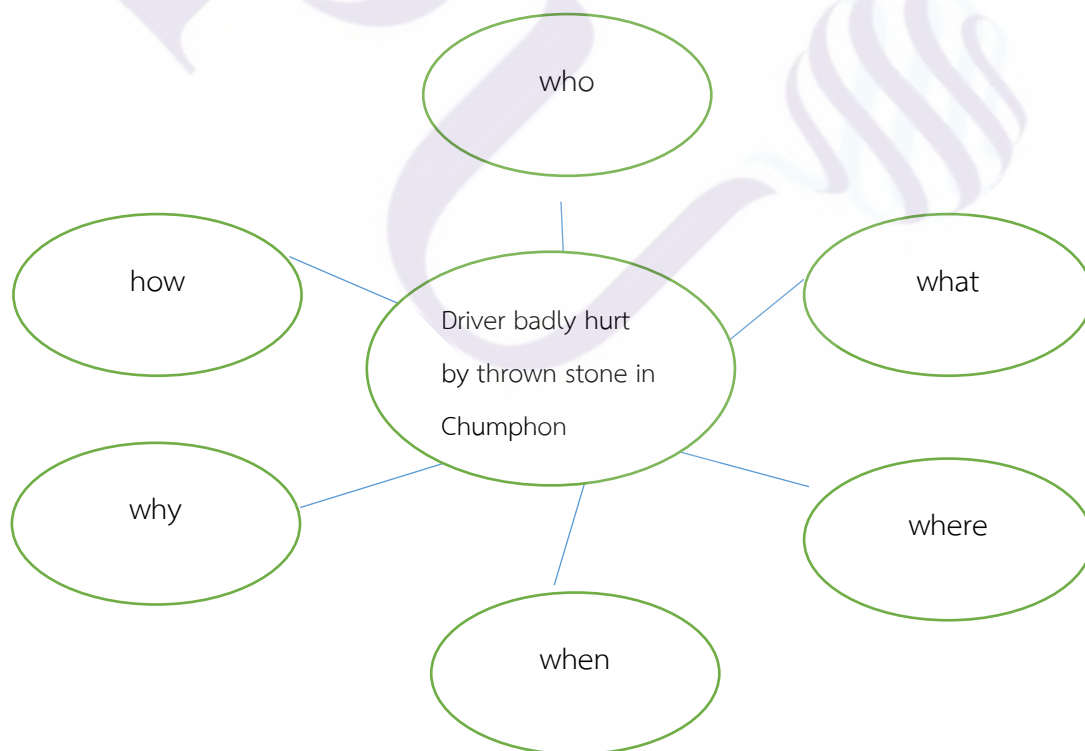 who
how
what
Driver badly hurt
by thrown stone in
Chumphon
why
where
when